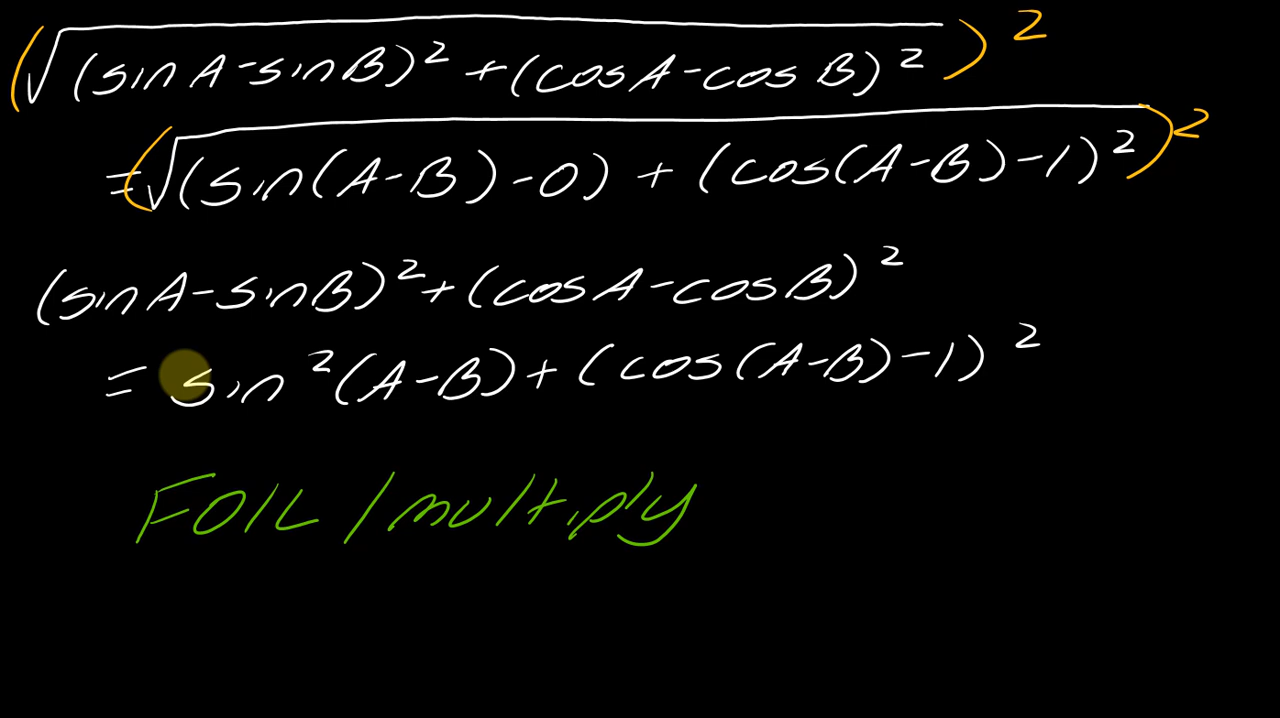 (√(sin A - sin B)² + (cos A - cos B)²)²
= (√(sin(A - B) - 0) + (cos(A - B) - 1)²)²
(sin A - sin B)² + (cos A - cos B)²
= sin²(A - B) + (cos(A - B) - 1)²
FOIL / multiply